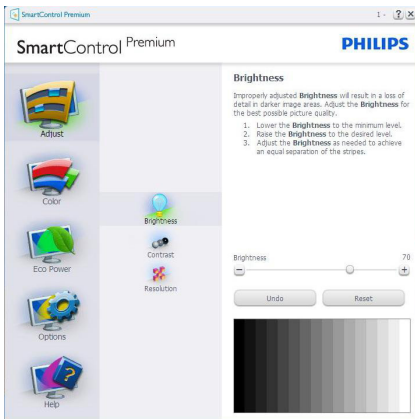 SmartControl Premium
1 - ? X
SmartControl Premium
PHILIPS
Adjust
Color
Eco Power
Options
Help
Brightness
Contrast
Resolution
Brightness
Improperly adjusted Brightness will result in a loss of
detail in darker image areas. Adjust the Brightness for
the best possible picture quality.
1. Lower the Brightness to the minimum level.
2. Rase the Brightness to the desired level.
3. Adjust the Brightness as needed to achieve
an equal separation of the stripes.
Brightness 70
Undo Reset